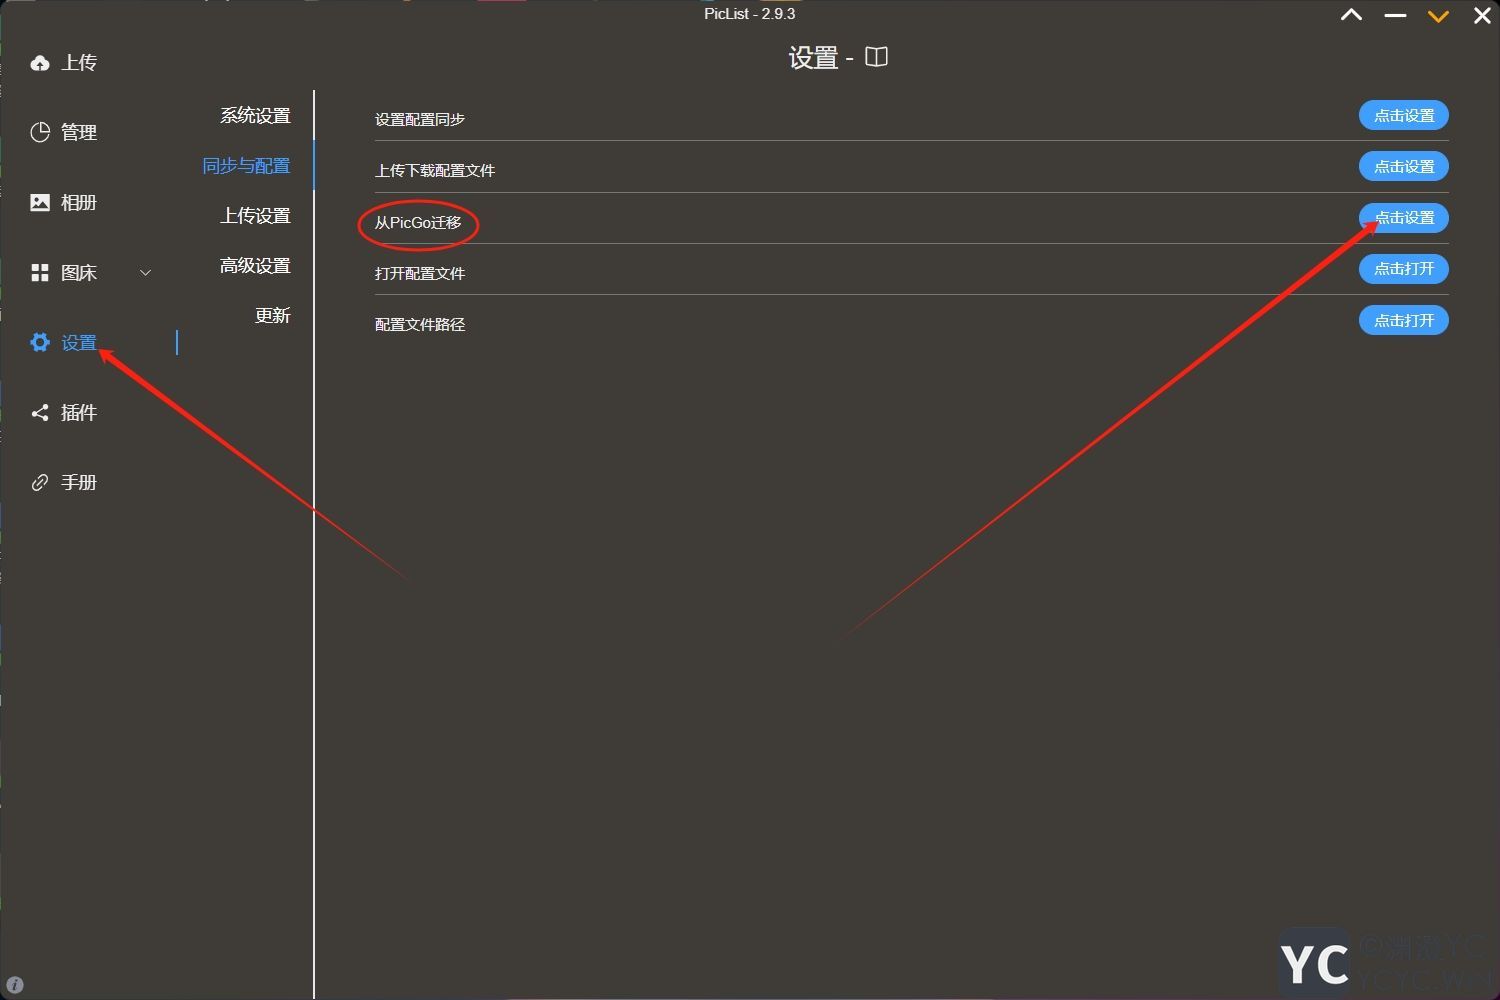 PicList - 2.9.3
设置 -
上传
管理
相册
图床
设置
插件
手册
系统设置
同步与配置
上传设置
高级设置
更新
设置配置同步
点击设置
上传下载配置文件
点击设置
从PicGo迁移
点击设置
打开配置文件
点击打开
配置文件路径
点击打开
YC
©渊澄YC
YCYC.WIN